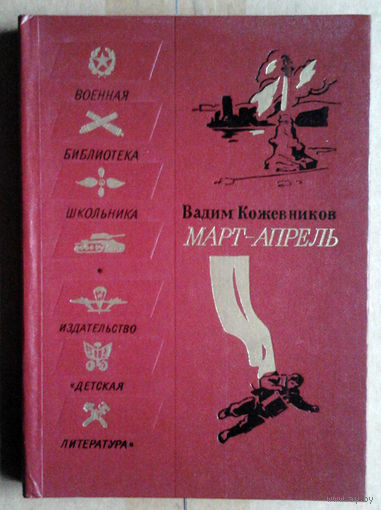 ВОЕННАЯ
БИБЛИОТЕКА
ШКОЛЬНИКА
ИЗДАТЕЛЬСТВО
«ДЕТСКАЯ
ЛИТЕРАТУРА»
Вадим Кожевников
МАРТ-АПРЕЛЬ